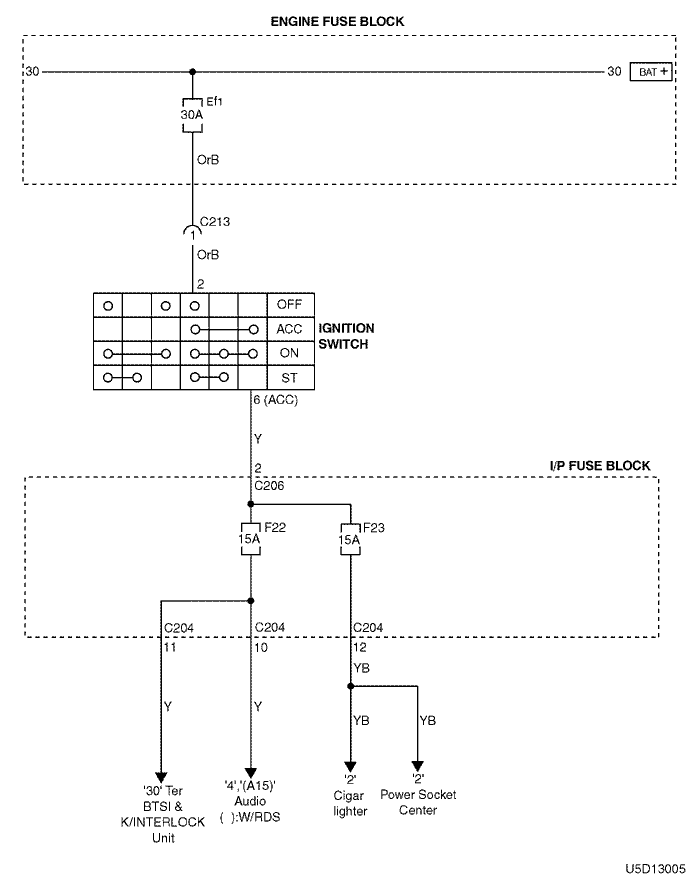 ENGINE FUSE BLOCK
30
30
BAT +
Ef1
30A
OrB
C213
1
OrB
2
OFF
ACC
ON
ST
IGNITION
SWITCH
6 (ACC)
Y
2
I/P FUSE BLOCK
C206
F22
15A
F23
15A
C204
C204
C204
11
10
12
YB
Y
Y
YB
YB
'30' Ter
BTSI &
K/INTERLOCK
Unit
'4','(A15)'
Audio
( ):W/RDS
'2'
Cigar
lighter
'2'
Power Socket
Center
U5D13005